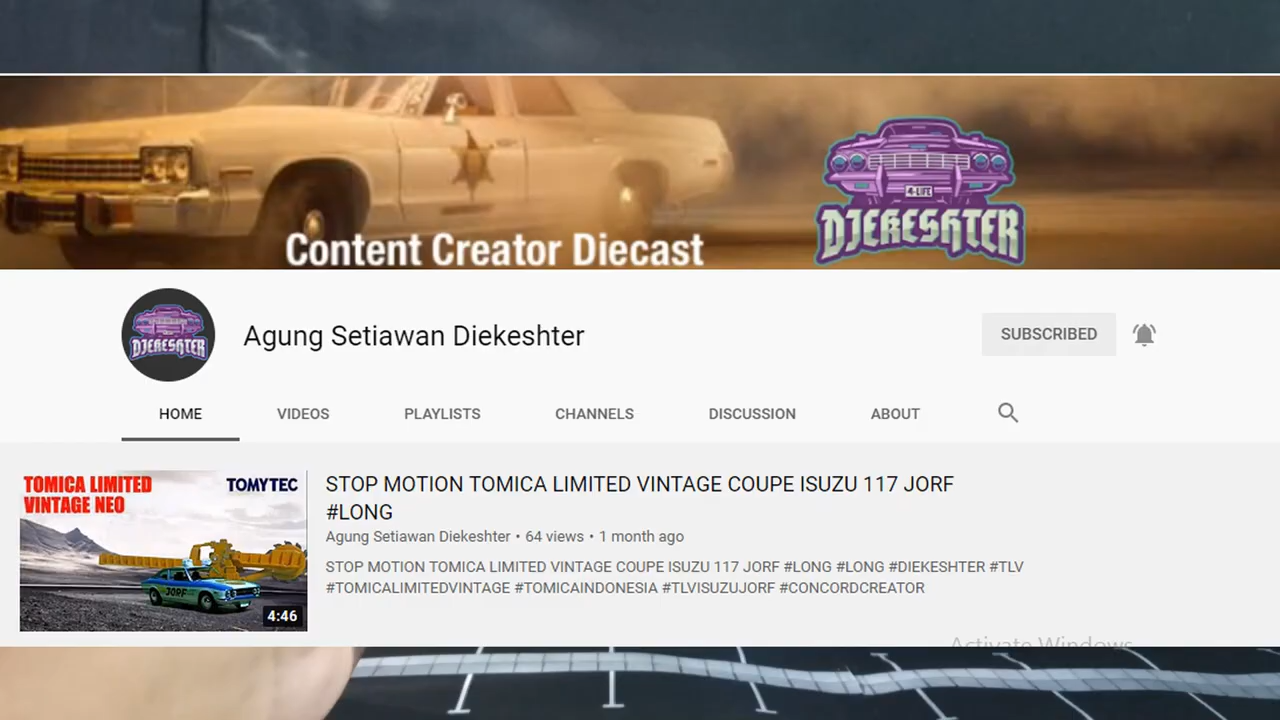 4-LIFE
DIEKESHTER
Content Creator Diecast
DIEKESHTER
Agung Setiawan Diekeshter
SUBSCRIBED
HOME
VIDEOS
PLAYLISTS
CHANNELS
DISCUSSION
ABOUT
TOMICA LIMITED
VINTAGE NEO
TOMYTEC
JORF
4:46
STOP MOTION TOMICA LIMITED VINTAGE COUPE ISUZU 117 JORF
#LONG
Agung Setiawan Diekeshter • 64 views • 1 month ago
STOP MOTION TOMICA LIMITED VINTAGE COUPE ISUZU 117 JORF #LONG #LONG #DIEKESHTER #TLV
#TOMICALIMITEDVINTAGE #TOMICAINDONESIA #TLVISUZUJORF #CONCORDCREATOR
Activate Windows